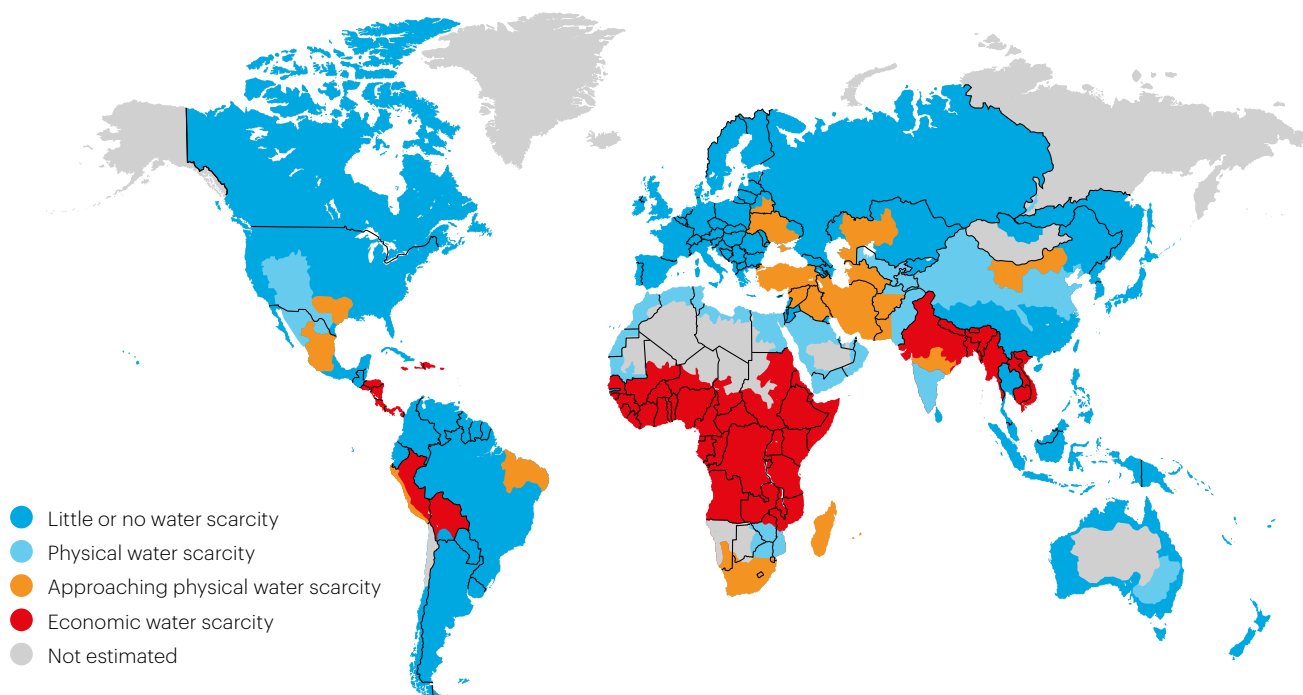 Little or no water scarcity
Physical water scarcity
Approaching physical water scarcity
Economic water scarcity
Not estimated